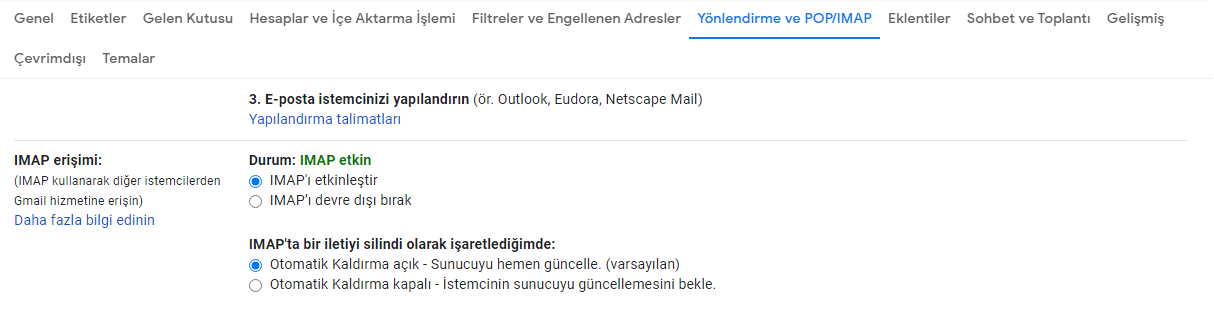 Genel Etiketler Gelen Kutusu Hesaplar ve İçe Aktarma İşlemi Filtreler ve Engellenen Adresler Yönlendirme ve POP/IMAP Eklentiler Sohbet ve Toplantı Gelişmiş
Çevrimdışı Temalar
3. E-posta istemcinizi yapılandırın (ör. Outlook, Eudora, Netscape Mail)
Yapılandırma talimatları
IMAP erişimi:
(IMAP kullanarak diğer istemcilerden
Gmail hizmetine erişin)
Daha fazla bilgi edinin
Durum: IMAP etkin
IMAP'ı etkinleştir
IMAP’ı devre dışı bırak
IMAP'ta bir iletiyi silindi olarak işaretlediğimde:
Otomatik Kaldırma açık - Sunucuyu hemen güncelle. (varsayılan)
Otomatik Kaldırma kapalı - İstemcinin sunucuyu güncellemesini bekle.